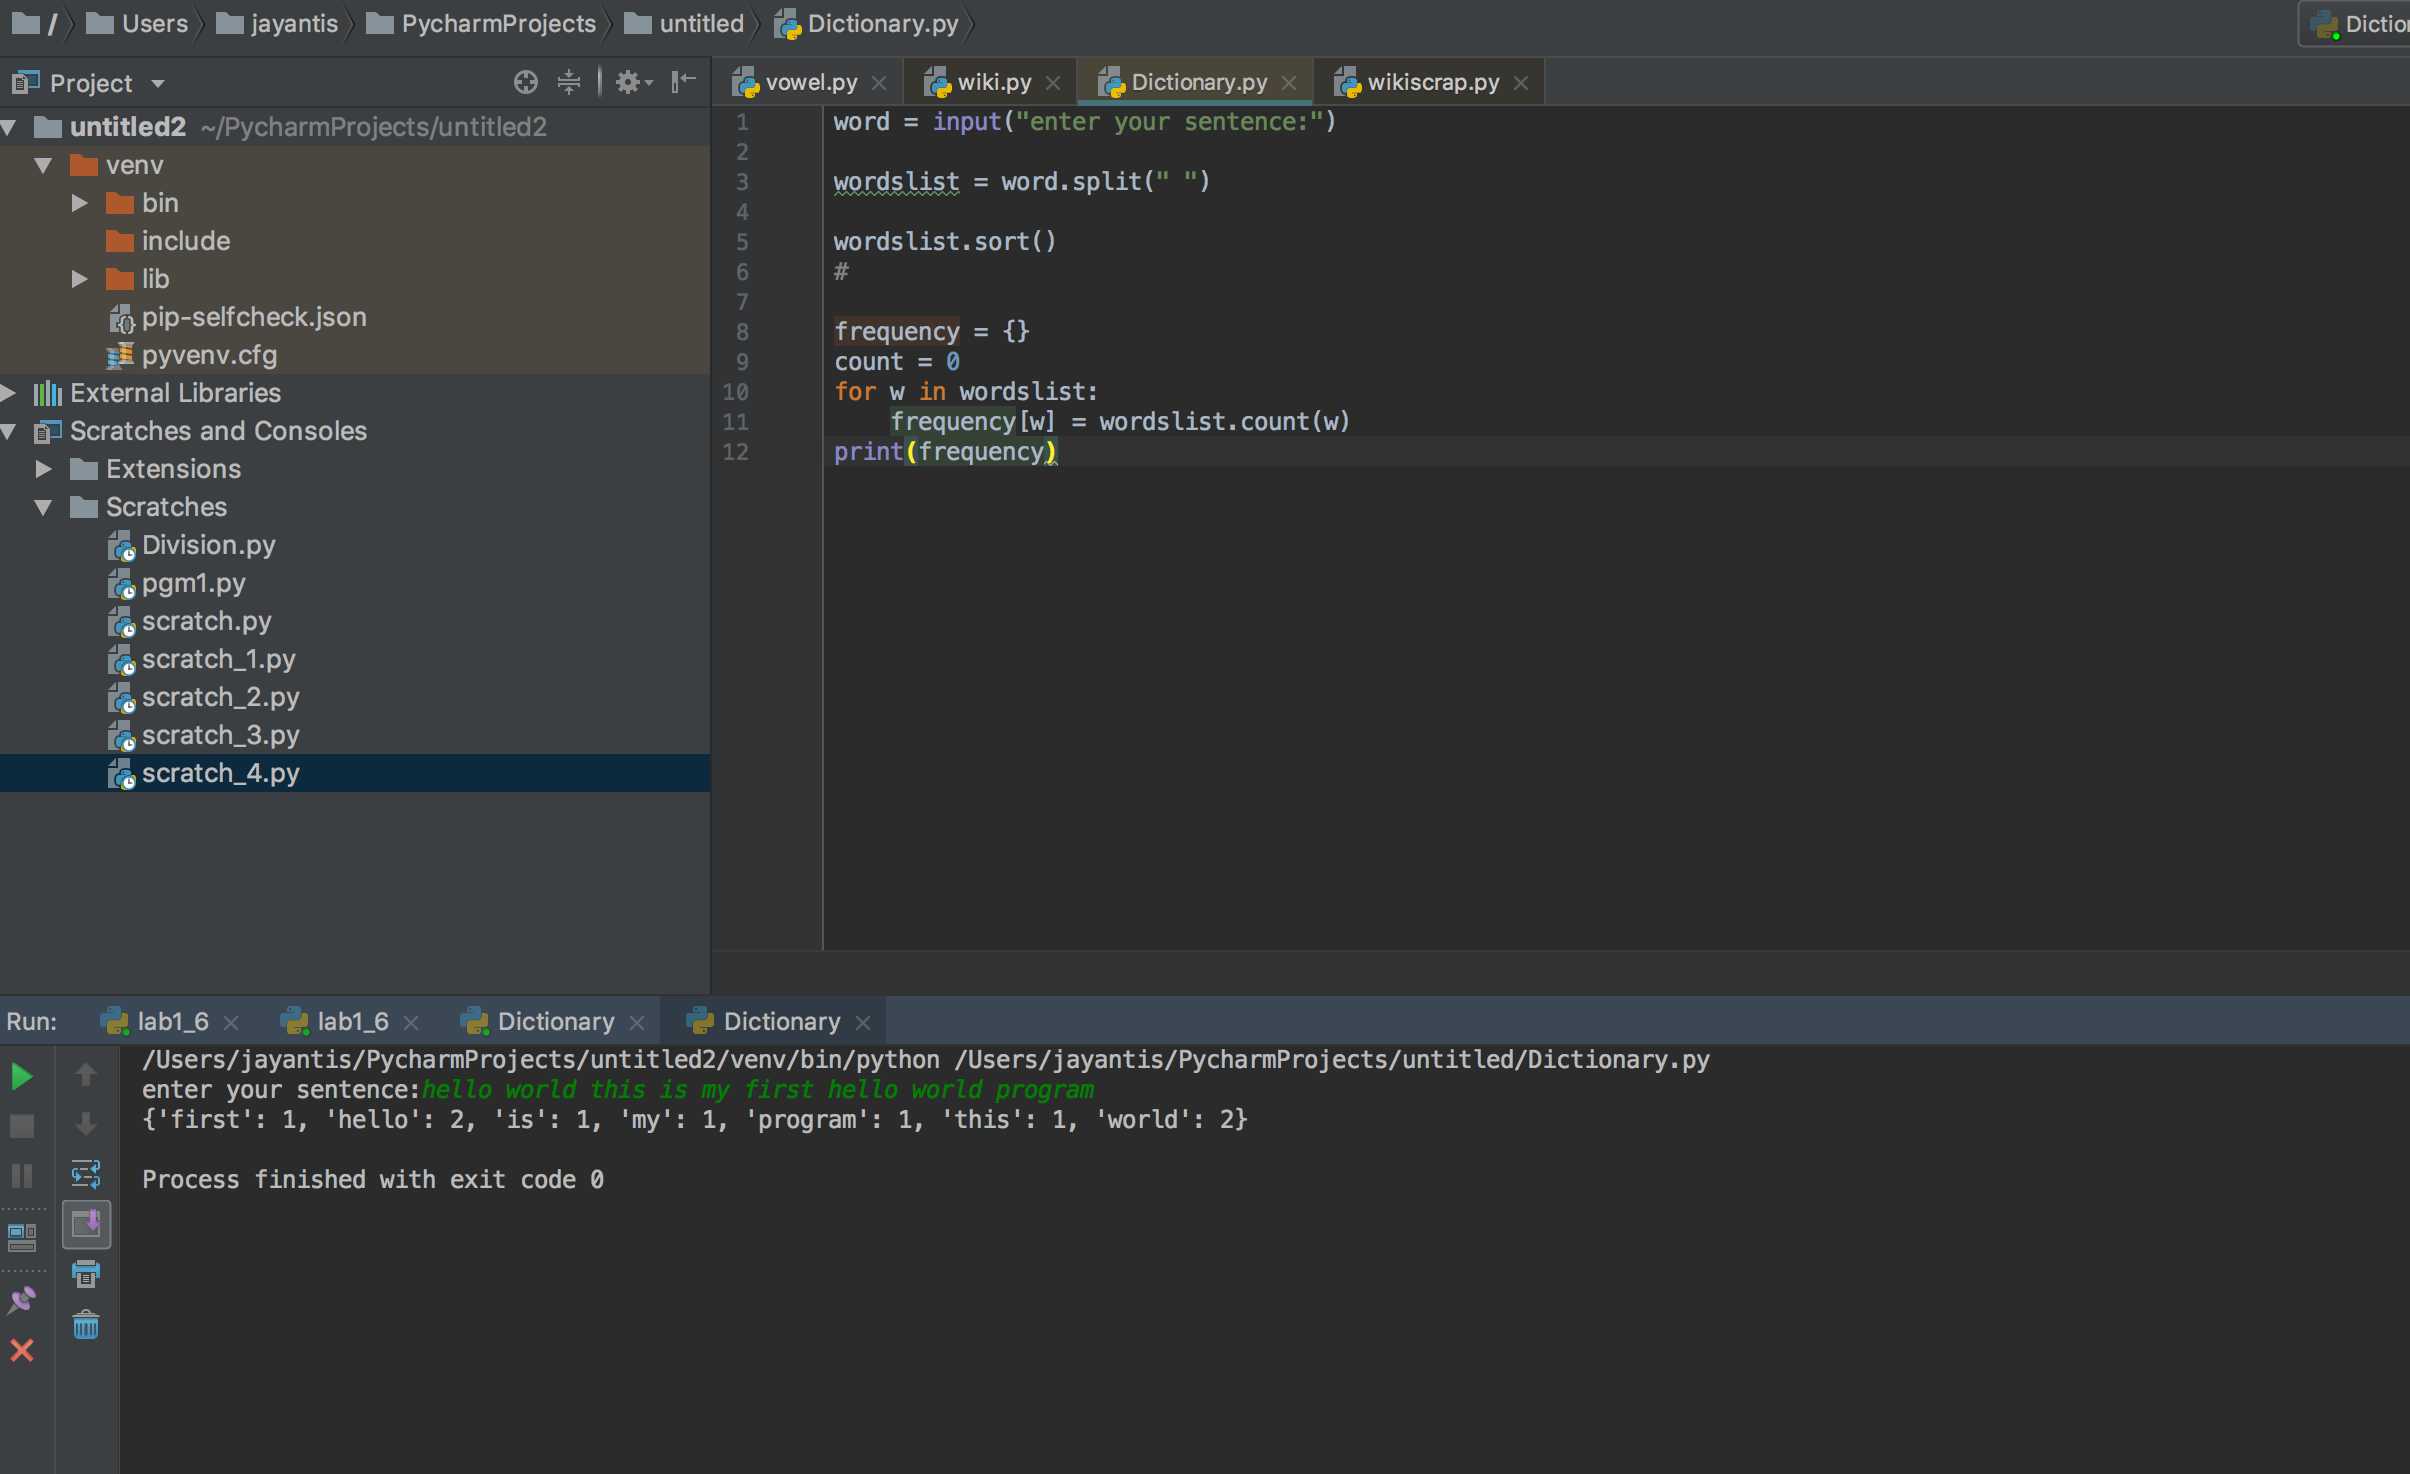 / Users jayantis PycharmProjects untitled Dictionary.py
Dictio
Project
vowel.py wiki.py Dictionary.py wikiscrap.py
untitled2 ~/PycharmProjects/untitled2
venv
bin
include
lib
pip-selfcheck.json
pyvenv.cfg
External Libraries
Scratches and Consoles
Extensions
Scratches
Division.py
pgm1.py
scratch.py
scratch_1.py
scratch_2.py
scratch_3.py
scratch_4.py
1 word = input("enter your sentence:")
2
3 wordslist = word.split(" ")
4
5 wordslist.sort()
6 #
7
8 frequency = {}
9 count = 0
10 for w in wordslist:
11     frequency[w] = wordslist.count(w)
12 print(frequency)
Run: lab1_6 lab1_6 Dictionary Dictionary
/Users/jayantis/PycharmProjects/untitled2/venv/bin/python /Users/jayantis/PycharmProjects/untitled/Dictionary.py
enter your sentence:hello world this is my first hello world program
{'first': 1, 'hello': 2, 'is': 1, 'my': 1, 'program': 1, 'this': 1, 'world': 2}
Process finished with exit code 0